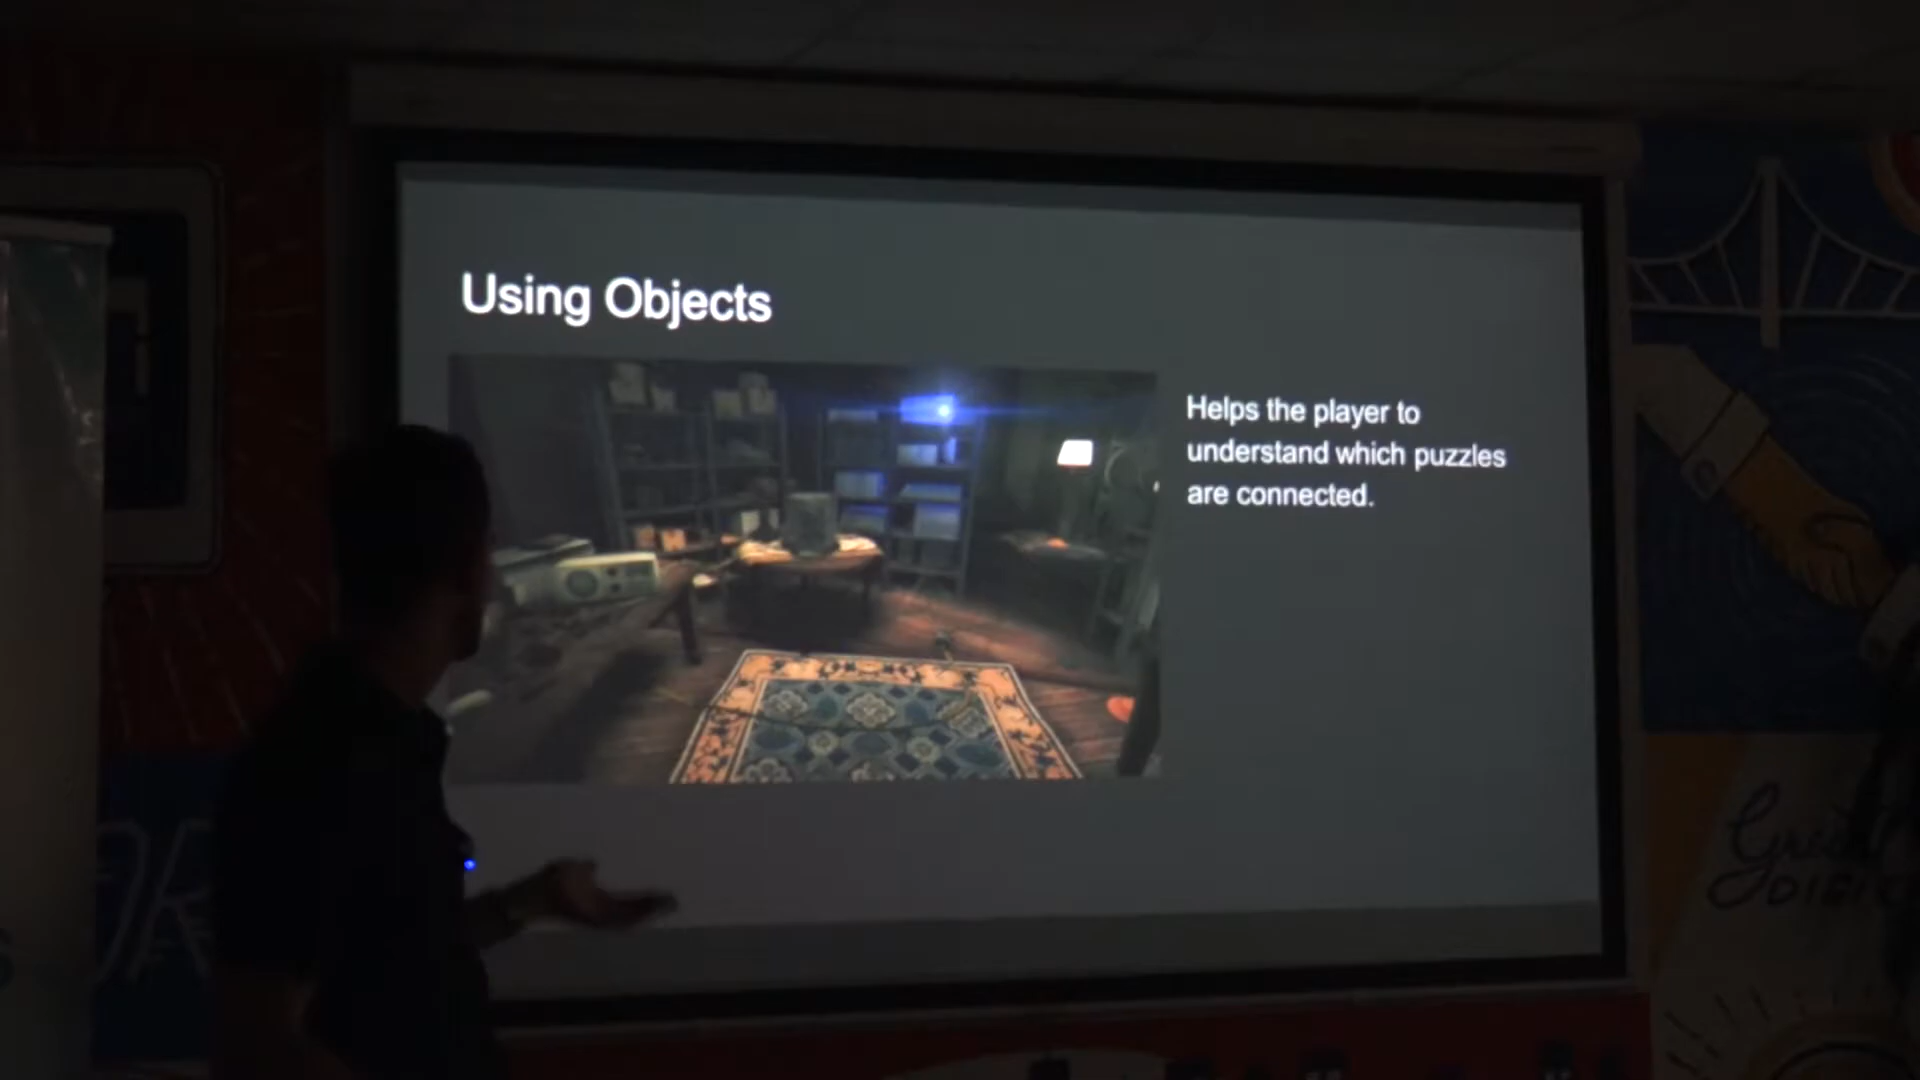 Using Objects
Helps the player to
understand which puzzles
are connected.